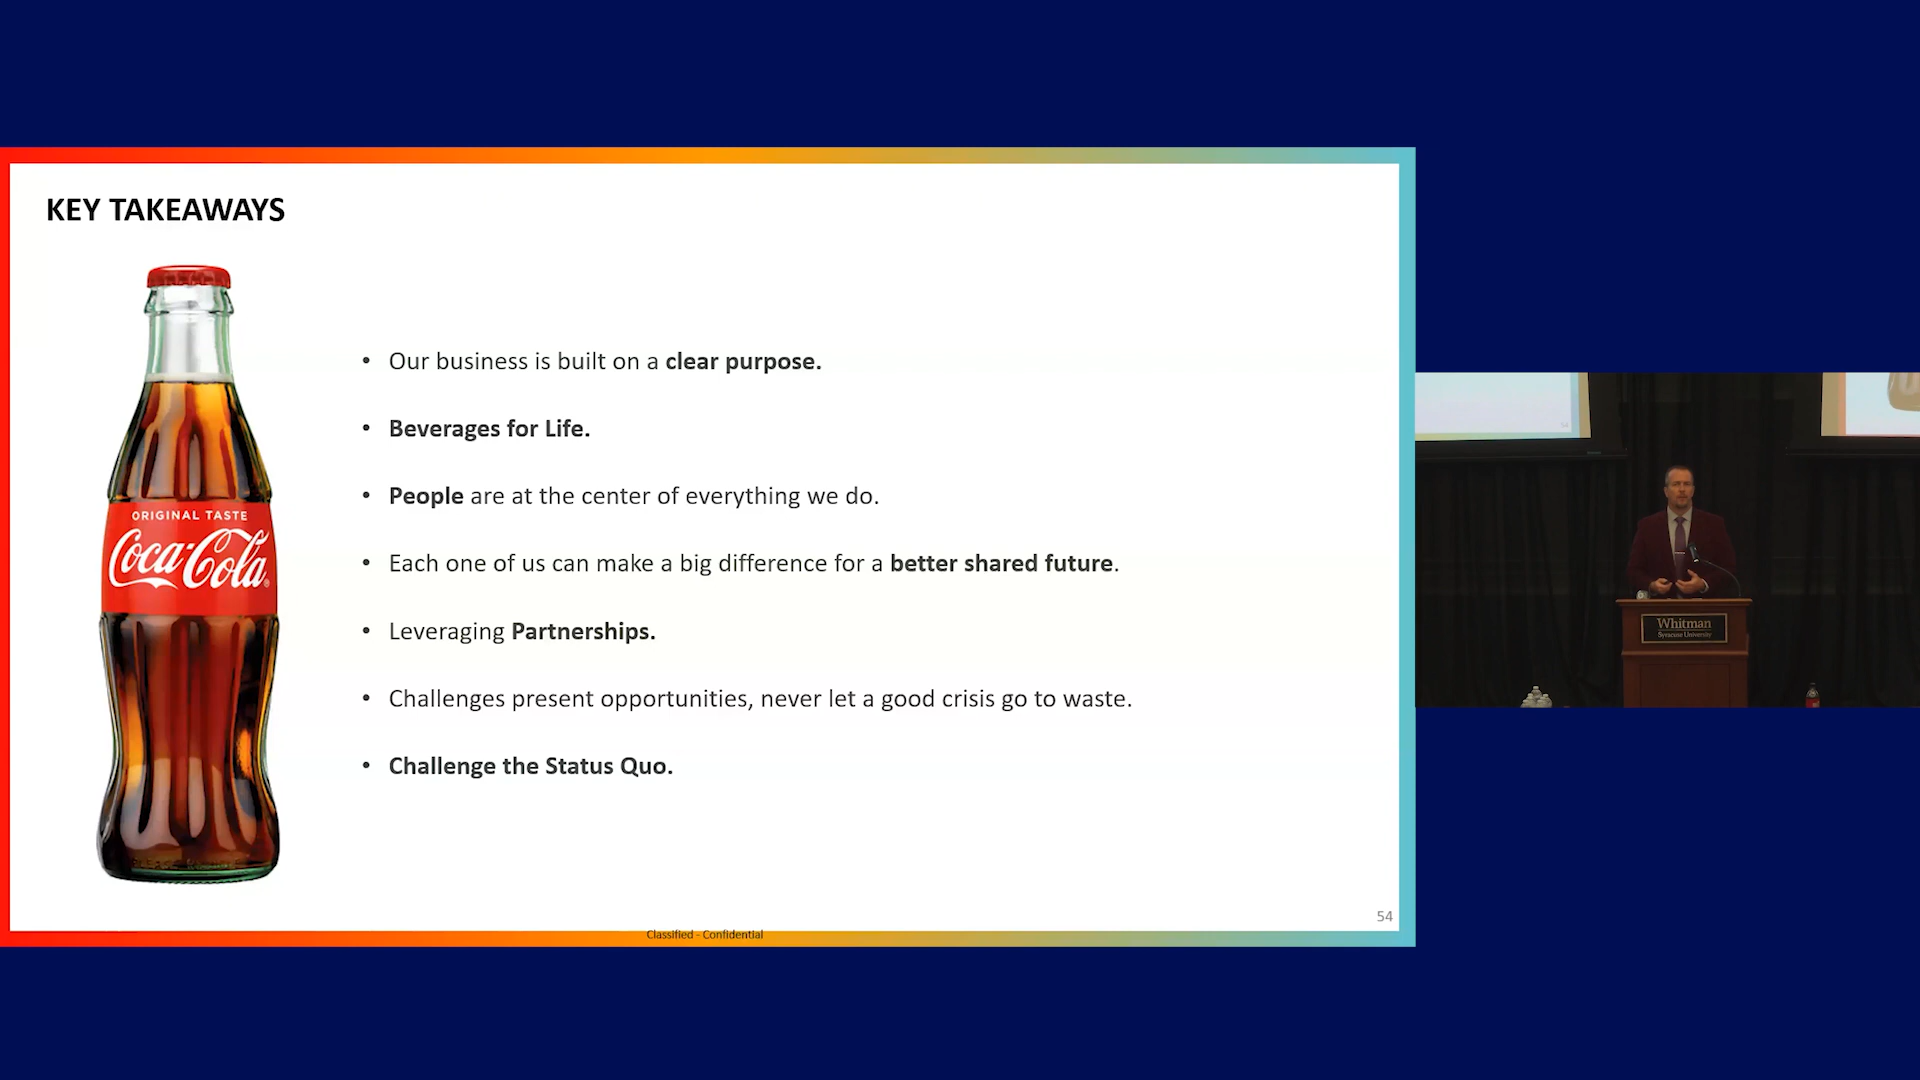 KEY TAKEAWAYS
ORIGINAL TASTE
Coca-Cola
• Our business is built on a clear purpose.
• Beverages for Life.
• People are at the center of everything we do.
• Each one of us can make a big difference for a better shared future.
• Leveraging Partnerships.
• Challenges present opportunities, never let a good crisis go to waste.
• Challenge the Status Quo.
54
Classified - Confidential
Whitman
Syracuse University